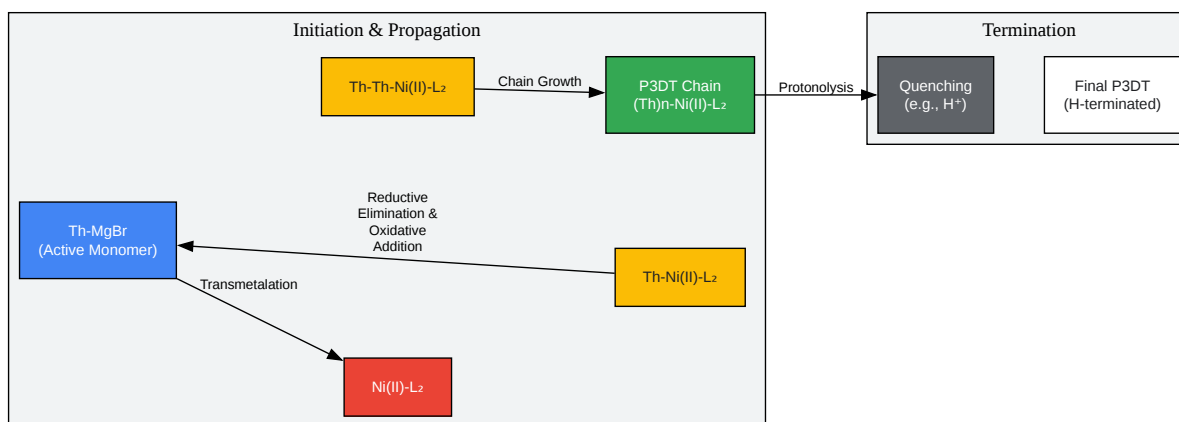 Initiation & Propagation
Termination
Th-Th-Ni(II)-L₂
Chain Growth
P3DT Chain
(Th)n-Ni(II)-L₂
Protonolysis
Quenching
(e.g., H⁺)
Final P3DT
(H-terminated)
Reductive
Elimination &
Oxidative
Addition
Th-MgBr
(Active Monomer)
Th-Ni(II)-L₂
Transmetalation
Ni(II)-L₂